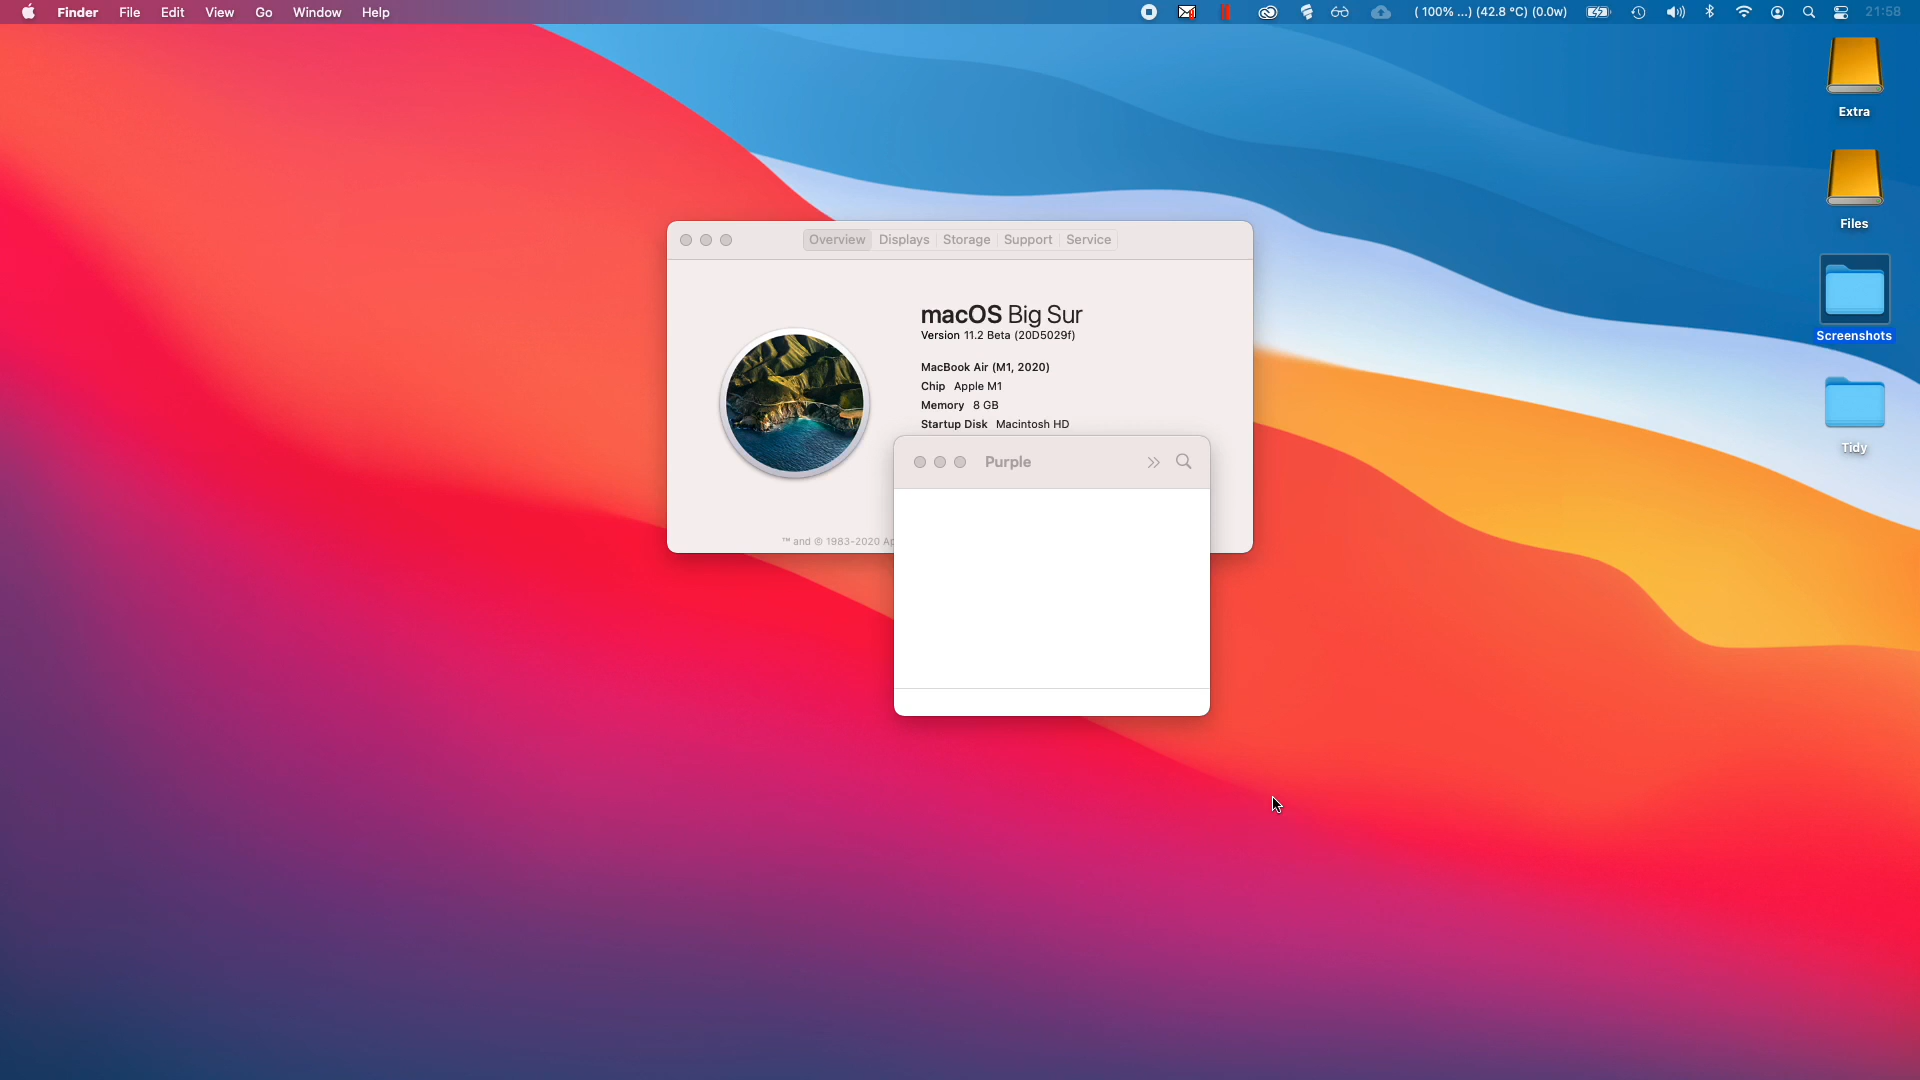 Finder File Edit View Go Window Help
( 100% ...) (42.8 °C) (0.0w) 21:58
Extra
Files
Screenshots
Tidy
Overview Displays Storage Support Service
macOS Big Sur
Version 11.2 Beta (20D5029f)
MacBook Air (M1, 2020)
Chip Apple M1
Memory 8 GB
Startup Disk Macintosh HD
Purple
™ and © 1983-2020 Ap